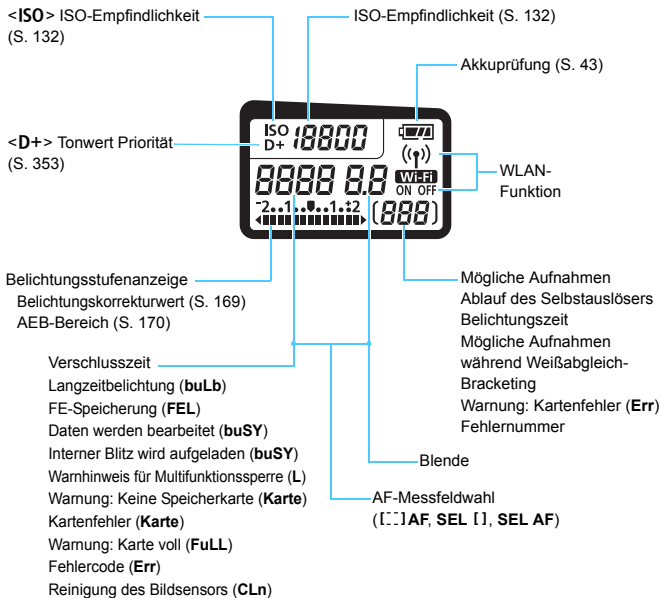 <ISO> ISO-Empfindlichkeit
(S. 132)
ISO-Empfindlichkeit (S. 132)
Akkuprüfung (S. 43)
<D+> Tonwert Priorität
(S. 353)
ISO
D+
18800
Wi-Fi
ON OFF
8888 8.8
-2..1..0..1..+2
(888)
WLAN-
Funktion
Belichtungsstufenanzeige
Belichtungskorrekturwert (S. 169)
AEB-Bereich (S. 170)
Verschlusszeit
Langzeitbelichtung (buLb)
FE-Speicherung (FEL)
Daten werden bearbeitet (buSY)
Interner Blitz wird aufgeladen (buSY)
Warnhinweis für Multifunktionssperre (L)
Warnung: Keine Speicherkarte (Karte)
Kartenfehler (Karte)
Warnung: Karte voll (FuLL)
Fehlercode (Err)
Reinigung des Bildsensors (CLn)
Mögliche Aufnahmen
Ablauf des Selbstauslösers
Belichtungszeit
Mögliche Aufnahmen
während Weißabgleich-
Bracketing
Warnung: Kartenfehler (Err)
Fehlernummer
Blende
AF-Messfeldwahl
([ ] AF, SEL [ ], SEL AF)